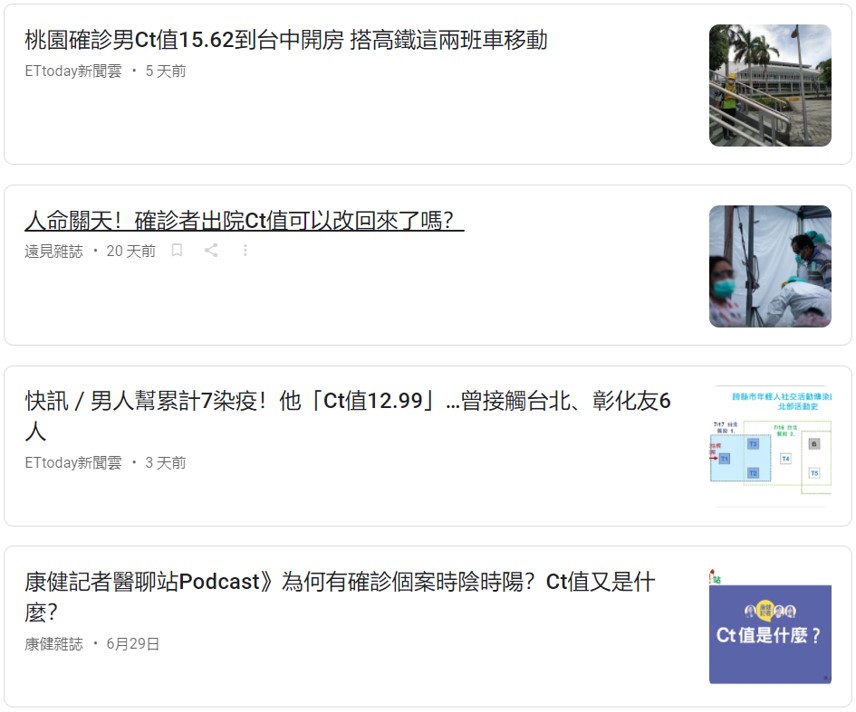 桃園確診男Ct值15.62到台中開房 搭高鐵這兩班車移動
ETtoday新聞雲 • 5 天前
人命關天！確診者出院Ct值可以改回來了嗎？
遠見雜誌 • 20 天前
快訊／男人幫累計7染疫！他「Ct值12.99」…曾接觸台北、彰化友6
人
ETtoday新聞雲 • 3 天前
跨縣市年輕人社交活動傳染
北部活動史
7/17
7/18
T1
T3
T2
T4
T5
康健記者醫聊站Podcast》為何有確診個案時陰時陽？Ct值又是什
麼？
康健雜誌 • 6月29日
站
Ct值是什麼？